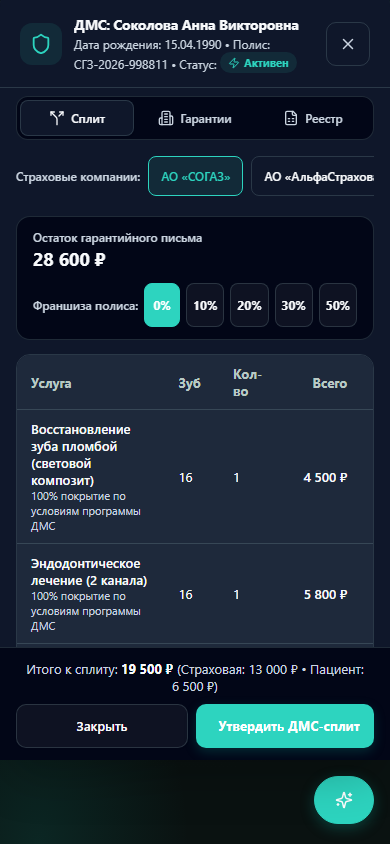 ДМС: Соколова Анна Викторовна
Дата рождения: 15.04.1990 • Полис:
СГЗ-2026-998811 • Статус: Активен
Сплит
Гарантии
Реестр
Страховые компании:
АО «СОГАЗ»
АО «АльфаСтрахов
Остаток гарантийного письма
28 600 ₽
Франшиза полиса: 0% 10% 20% 30% 50%
Услуга
Зуб
Кол-
во
Всего
Восстановление
зуба пломбой
(световой
композит)
100% покрытие по
условиям программы
ДМС
16
1
4 500 ₽
Эндодонтическое
лечение (2 канала)
100% покрытие по
условиям программы
ДМС
16
1
5 800 ₽
Итого к сплиту: 19 500 ₽ (Страховая: 13 000 ₽ • Пациент:
6 500 ₽)
Закрыть
Утвердить ДМС-сплит